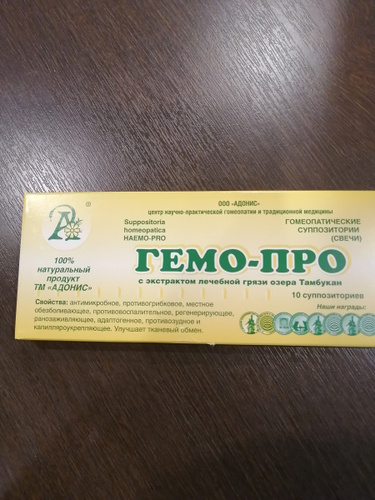 ООО «АДОНИС»
центр научно-практической гомеопатии и традиционной медицины
®
Suppositoria
homeopatica
HAEMO-PRO
ГОМЕОПАТИЧЕСКИЕ
СУППОЗИТОРИИ
(СВЕЧИ)
100%
натуральный
продукт
ТМ «АДОНИС»
ГЕМО-ПРО
с экстрактом лечебной грязи озера Тамбукан
10 суппозиториев
Свойства: антимикробное, противогрибковое, местное
обезболивающее, противовоспалительное, регенерирующее,
ранозаживляющее, адаптогенное, противозудное и
капилляроукрепляющее. Улучшает тканевый обмен.
Наши награды: